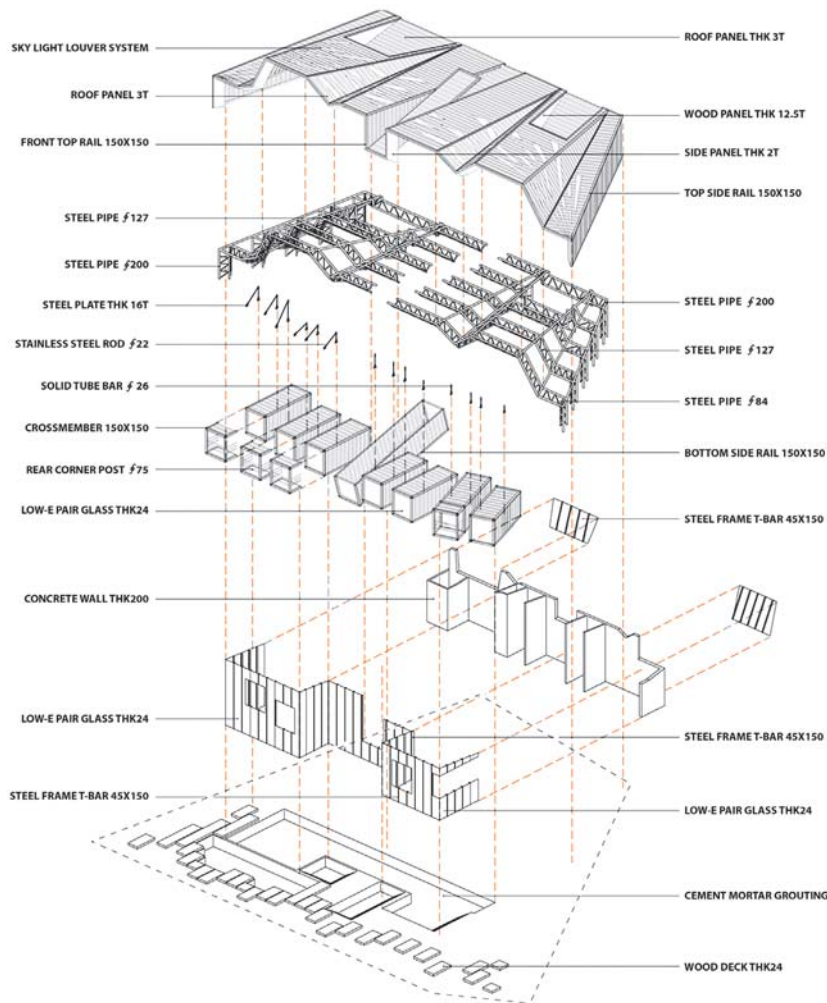 SKY LIGHT LOUVER SYSTEM
ROOF PANEL 3T
FRONT TOP RAIL 150X150
STEEL PIPE ∮127
STEEL PIPE ∮200
STEEL PLATE THK 16T
STAINLESS STEEL ROD ∮22
SOLID TUBE BAR ∮ 26
CROSSMEMBER 150X150
REAR CORNER POST ∮75
LOW-E PAIR GLASS THK24
CONCRETE WALL THK200
LOW-E PAIR GLASS THK24
STEEL FRAME T-BAR 45X150
ROOF PANEL THK 3T
WOOD PANEL THK 12.5T
SIDE PANEL THK 2T
TOP SIDE RAIL 150X150
STEEL PIPE ∮200
STEEL PIPE ∮127
STEEL PIPE ∮84
BOTTOM SIDE RAIL 150X150
STEEL FRAME T-BAR 45X150
STEEL FRAME T-BAR 45X150
LOW-E PAIR GLASS THK24
CEMENT MORTAR GROUTING
WOOD DECK THK24